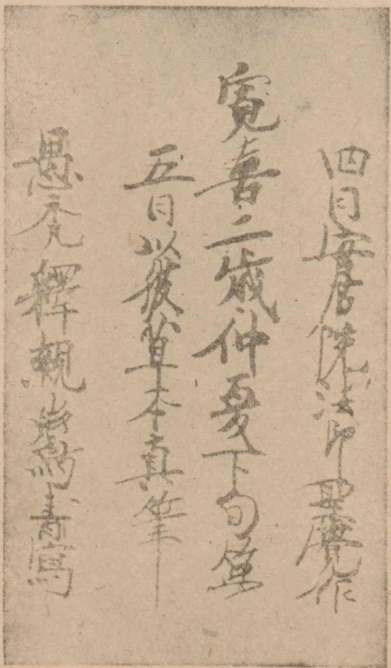 四日安居院法印聖覺作
寛喜二歳仲夏下旬第
五日以彼草本真筆
愚禿釋親鸞書寫